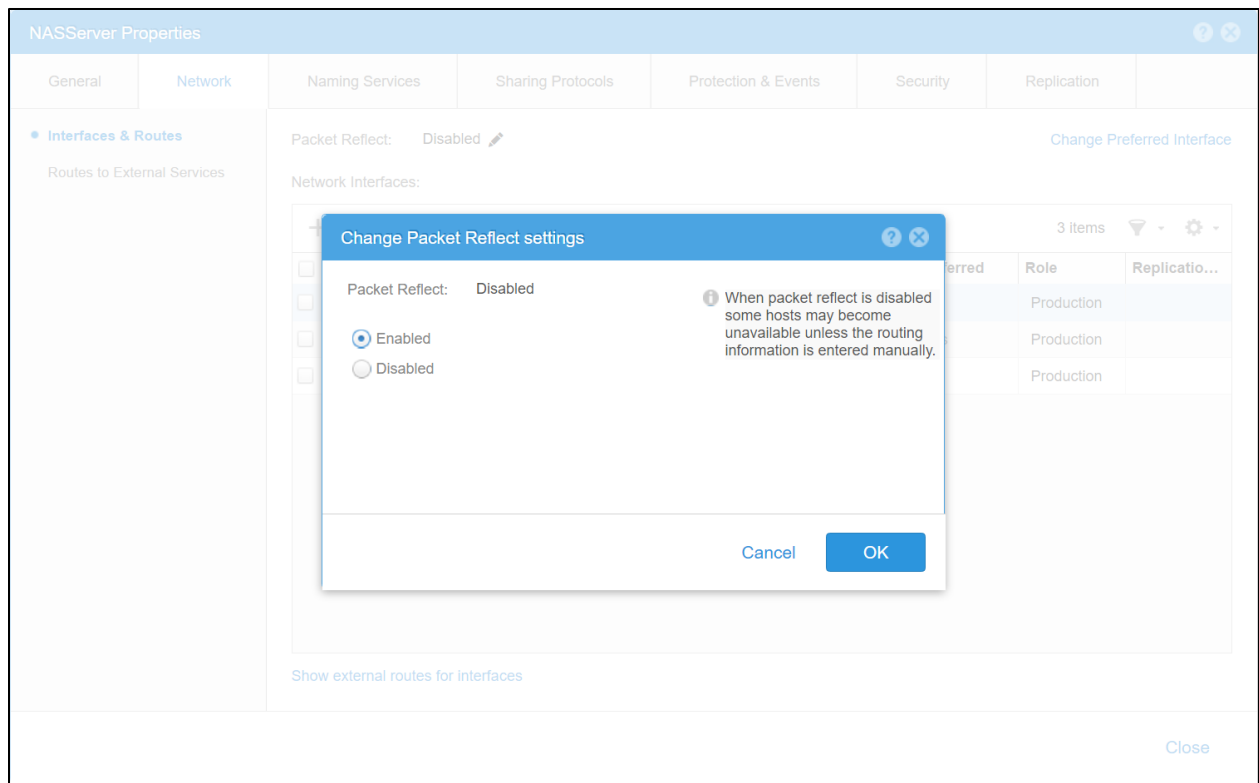 NASServer Properties
General Network Naming Services Sharing Protocols Protection & Events Security Replication
Interfaces & Routes
Routes to External Services
Packet Reflect: Disabled
Change Preferred Interface
Network Interfaces:
3 items
erred Role Replicatio...
Production
Production
Production
Change Packet Reflect settings
Packet Reflect: Disabled
Enabled
Disabled
When packet reflect is disabled
some hosts may become
unavailable unless the routing
information is entered manually.
Cancel OK
Show external routes for interfaces
Close